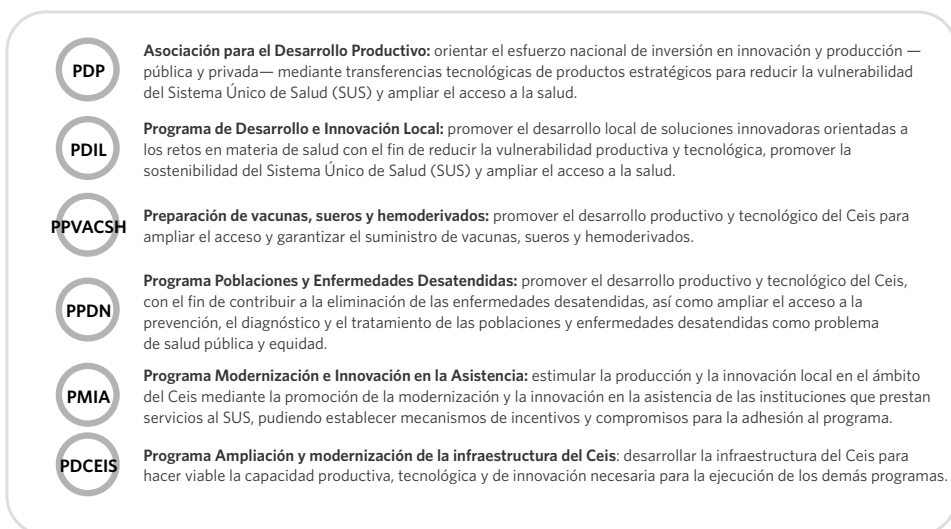 PDP
Asociación para el Desarrollo Productivo: orientar el esfuerzo nacional de inversión en innovación y producción —
pública y privada— mediante transferencias tecnológicas de productos estratégicos para reducir la vulnerabilidad
del Sistema Único de Salud (SUS) y ampliar el acceso a la salud.
PDIL
Programa de Desarrollo e Innovación Local: promover el desarrollo local de soluciones innovadoras orientadas a
los retos en materia de salud con el fin de reducir la vulnerabilidad productiva y tecnológica, promover la
sostenibilidad del Sistema Único de Salud (SUS) y ampliar el acceso a la salud.
PPVACSH
Preparación de vacunas, sueros y hemoderivados: promover el desarrollo productivo y tecnológico del Ceis para
ampliar el acceso y garantizar el suministro de vacunas, sueros y hemoderivados.
PPDN
Programa Poblaciones y Enfermedades Desatendidas: promover el desarrollo productivo y tecnológico del Ceis,
con el fin de contribuir a la eliminación de las enfermedades desatendidas, así como ampliar el acceso a la
prevención, el diagnóstico y el tratamiento de las poblaciones y enfermedades desatendidas como problema
de salud pública y equidad.
PMIA
Programa Modernización e Innovación en la Asistencia: estimular la producción y la innovación local en el ámbito
del Ceis mediante la promoción de la modernización y la innovación en la asistencia de las instituciones que prestan
servicios al SUS, pudiendo establecer mecanismos de incentivos y compromisos para la adhesión al programa.
PDCEIS
Programa Ampliación y modernización de la infraestructura del Ceis: desarrollar la infraestructura del Ceis para
hacer viable la capacidad productiva, tecnológica y de innovación necesaria para la ejecución de los demás programas.